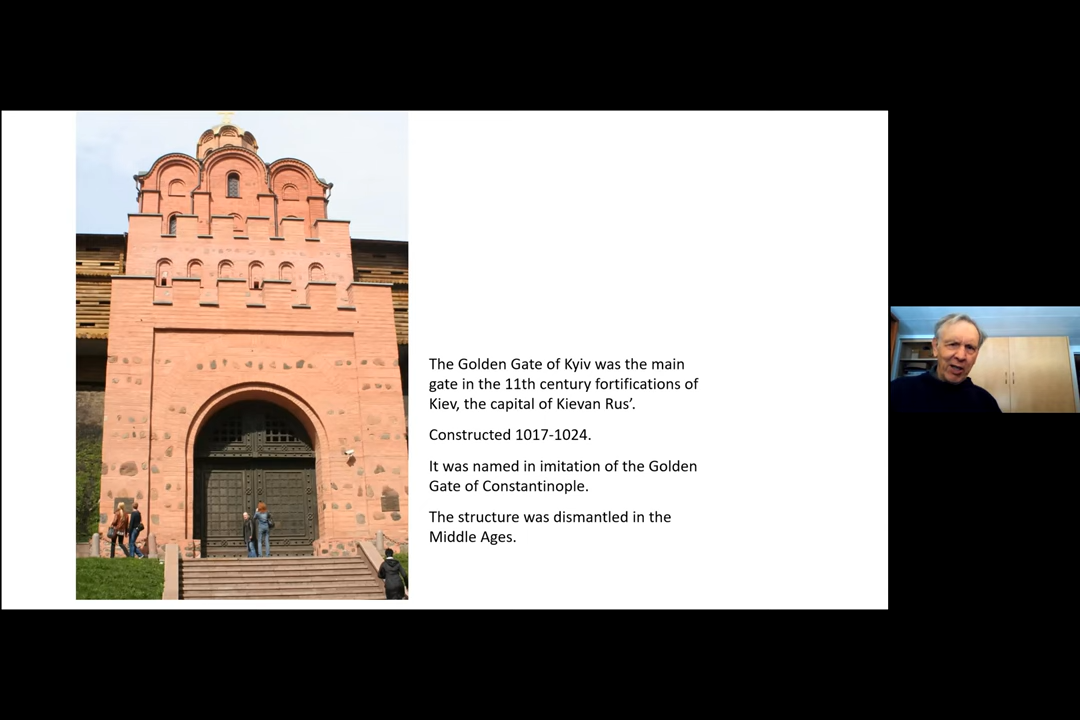 The Golden Gate of Kyiv was the main
gate in the 11th century fortifications of
Kiev, the capital of Kievan Rus’.
Constructed 1017-1024.
It was named in imitation of the Golden
Gate of Constantinople.
The structure was dismantled in the
Middle Ages.